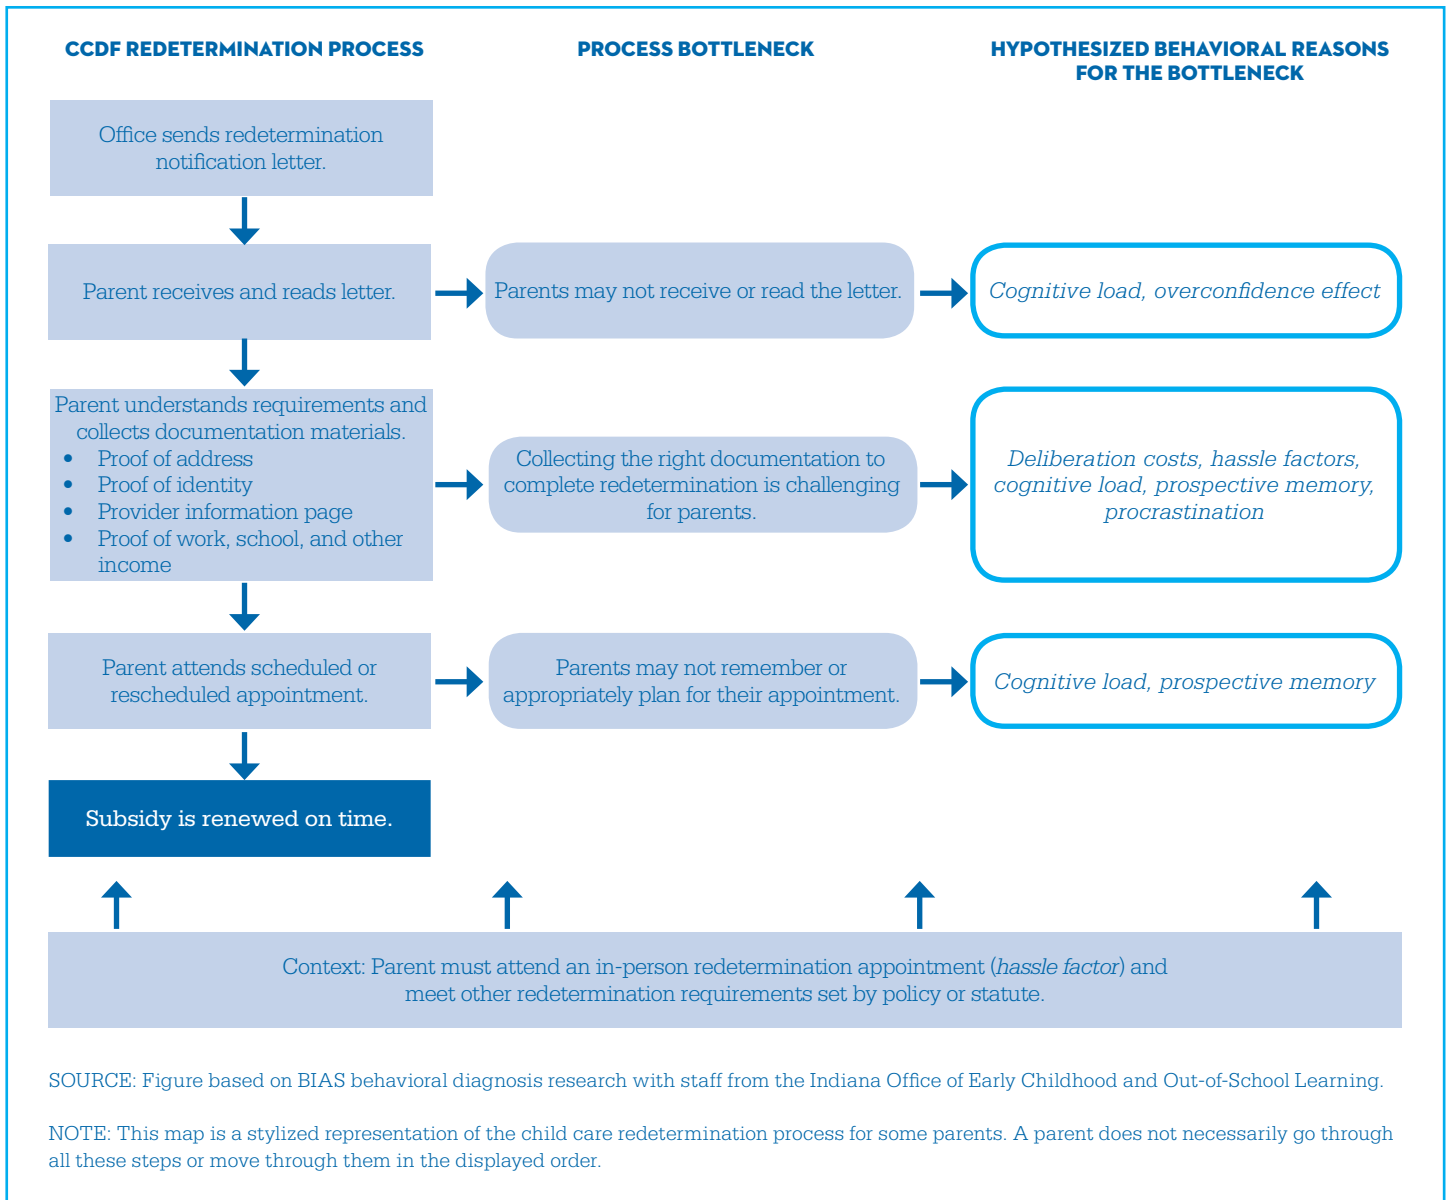 CCDF REDETERMINATION PROCESS
PROCESS BOTTLENECK
HYPOTHESIZED BEHAVIORAL REASONS
FOR THE BOTTLENECK
Office sends redetermination
notification letter.
Parent receives and reads letter.
Parents may not receive or read the letter.
Cognitive load, overconfidence effect
Parent understands requirements and
collects documentation materials.
• Proof of address
• Proof of identity
• Provider information page
• Proof of work, school, and other
income
Collecting the right documentation to
complete redetermination is challenging
for parents.
Deliberation costs, hassle factors,
cognitive load, prospective memory,
procrastination
Parent attends scheduled or
rescheduled appointment.
Parents may not remember or
appropriately plan for their appointment.
Cognitive load, prospective memory
Subsidy is renewed on time.
Context: Parent must attend an in-person redetermination appointment (hassle factor) and
meet other redetermination requirements set by policy or statute.
SOURCE: Figure based on BIAS behavioral diagnosis research with staff from the Indiana Office of Early Childhood and Out-of-School Learning.
NOTE: This map is a stylized representation of the child care redetermination process for some parents. A parent does not necessarily go through
all these steps or move through them in the displayed order.